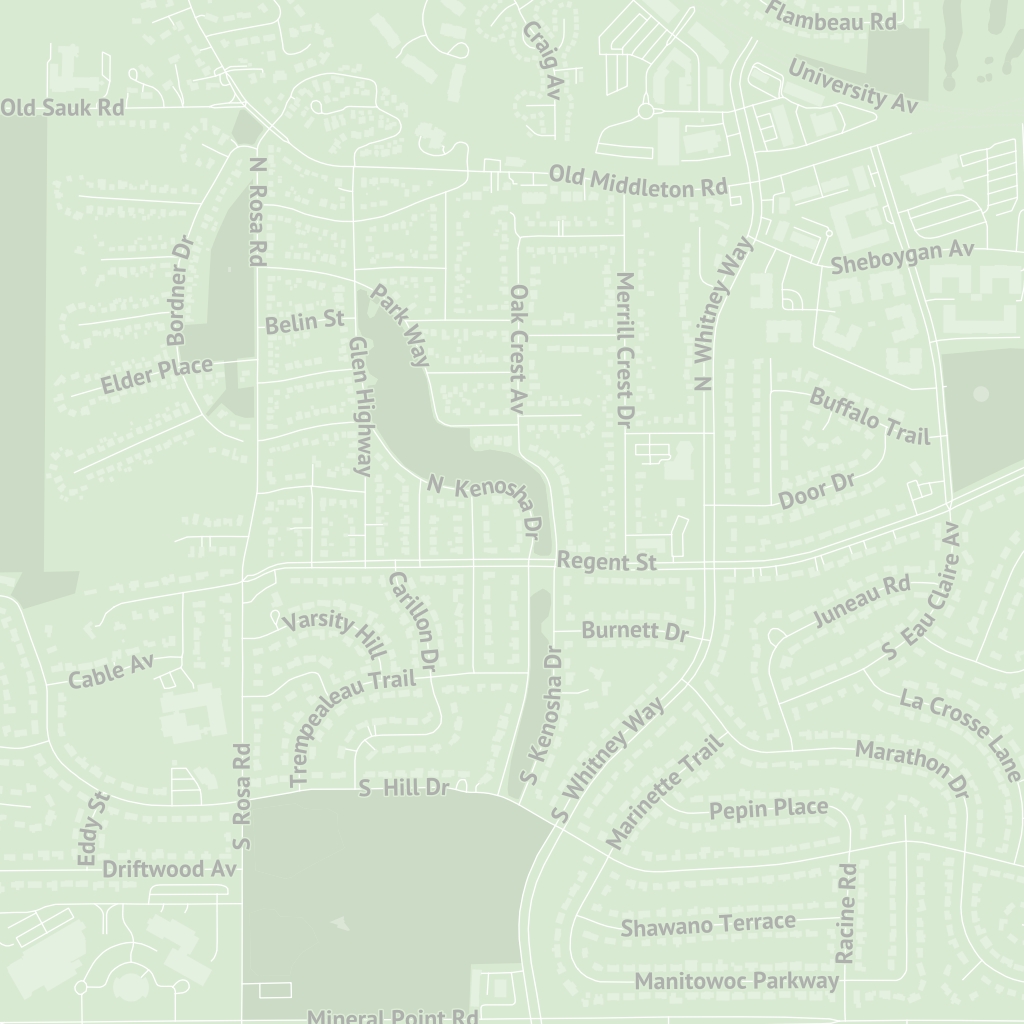 Flambeau Rd
Craig Av
University Av
Old Sauk Rd
Old Middleton Rd
N Rosa Rd
Bordner Dr
Sheboygan Av
N Whitney Way
Park Way
Oak Crest Av
Merrill Crest Dr
Belin St
Glen Highway
Elder Place
Buffalo Trail
N Kenosha Dr
Door Dr
Regent St
S Eau Claire Av
Juneau Rd
Carillon Dr
Varsity Hill
Burnett Dr
Cable Av
Trempealeau Trail
S Kenosha Dr
La Crosse Lane
S Whitney Way
Marinette Trail
Marathon Dr
S Rosa Rd
S Hill Dr
Pepin Place
Eddy St
Driftwood Av
Racine Rd
Shawano Terrace
Manitowoc Parkway
Mineral Point Rd